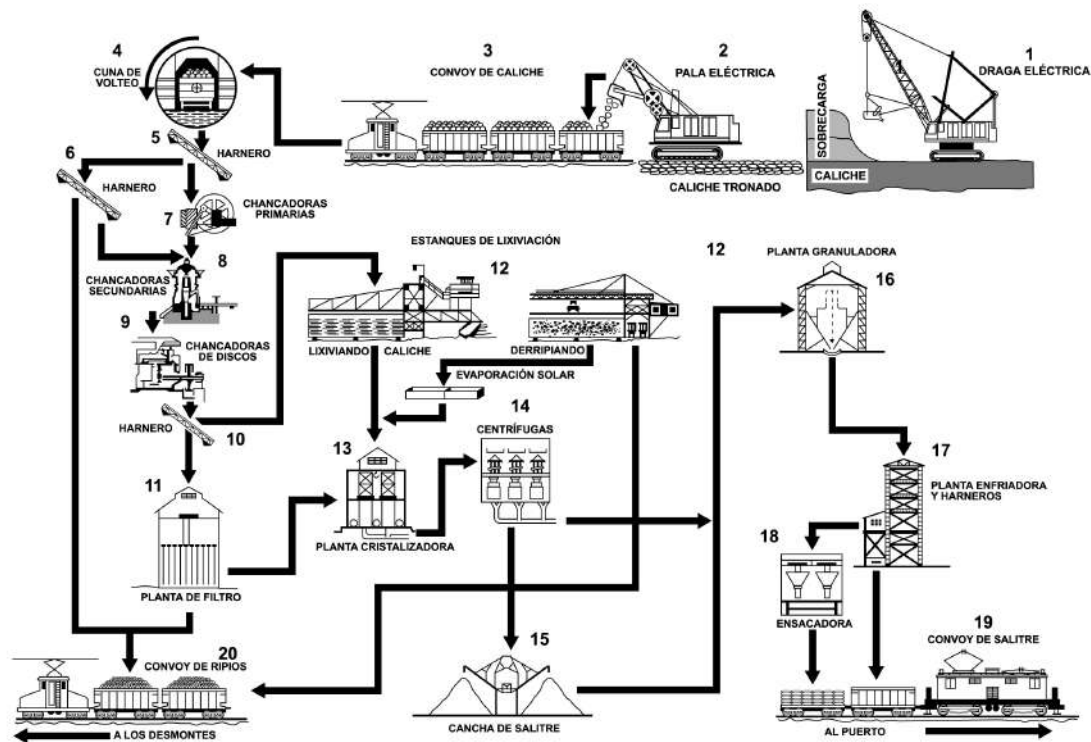 1
DRAGA ELÉCTRICA
SOBRECARGA
CALICHE
2
PALA ELÉCTRICA
CALICHE TRONADO
3
CONVOY DE CALICHE
4
CUNA DE
VOLTEO
5
HARNERO
6
HARNERO
7
CHANCADORAS
PRIMARIAS
8
CHANCADORAS
SECUNDARIAS
9
CHANCADORAS
DE DISCOS
HARNERO
10
11
PLANTA DE FILTRO
ESTANQUES DE LIXIVIACIÓN
12
LIXIVIANDO CALICHE
12
DERRIPIANDO
EVAPORACIÓN SOLAR
13
PLANTA CRISTALIZADORA
14
CENTRÍFUGAS
15
CANCHA DE SALITRE
PLANTA GRANULADORA
16
17
PLANTA ENFRIADORA
Y HARNEROS
18
ENSACADORA
19
CONVOY DE SALITRE
AL PUERTO
20
CONVOY DE RIPIOS
A LOS DESMONTES